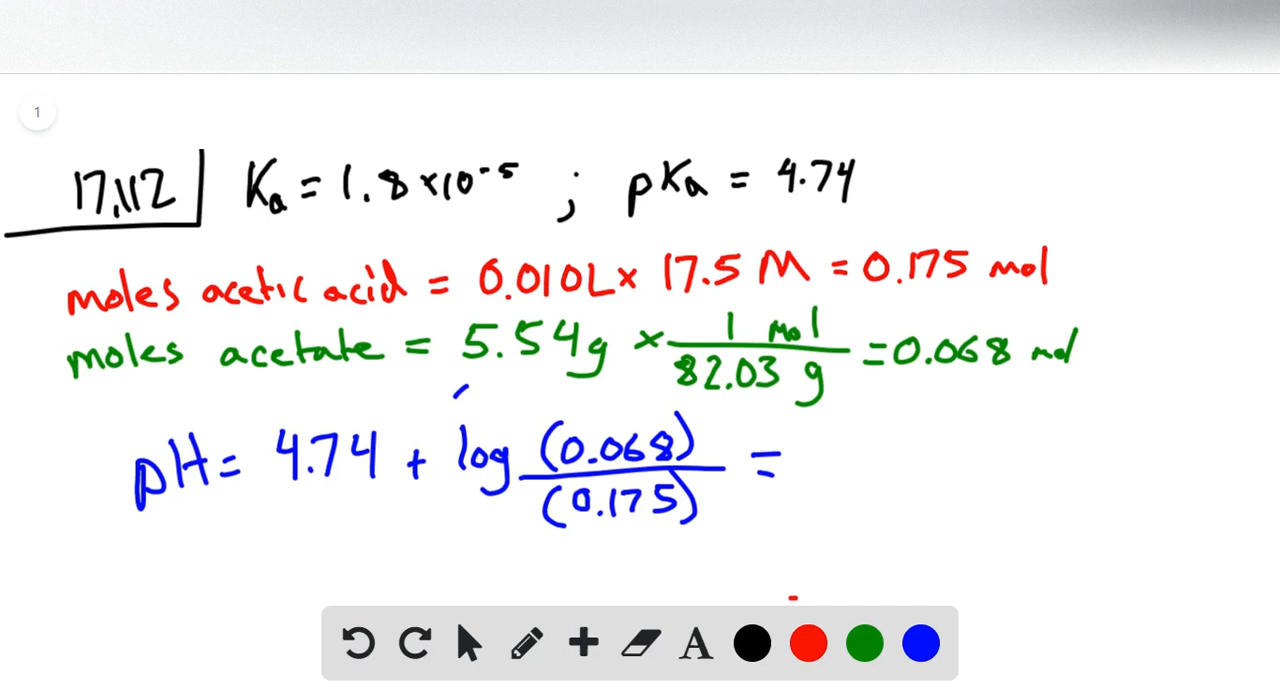 1
17.112 Ka = 1.8 × 10⁻⁵ ; pKa = 4.74
moles acetic acid = 0.010L × 17.5 M = 0.175 mol
moles acetate = 5.54g × 1 mol / 82.03 g = 0.068 mol
pH = 4.74 + log (0.068) / (0.175) =
A